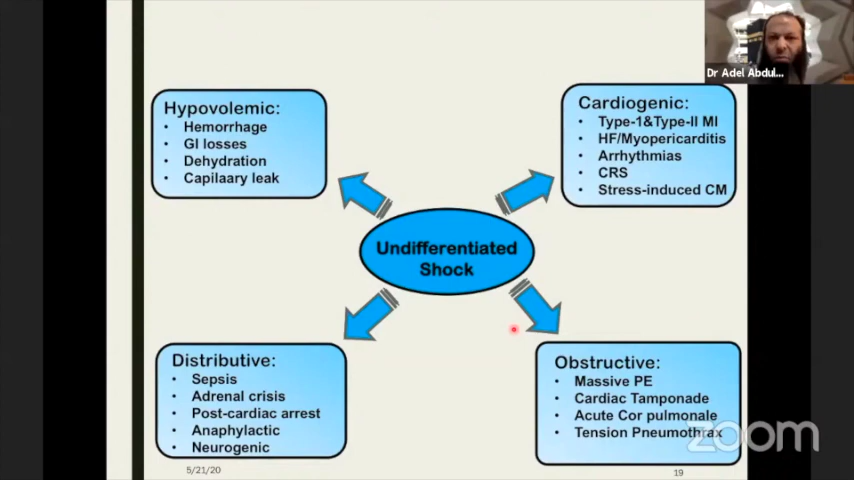 Dr Adel Abdul...
Hypovolemic:
• Hemorrhage
• GI losses
• Dehydration
• Capilaary leak
Cardiogenic:
• Type-1&Type-II MI
• HF/Myopericarditis
• Arrhythmias
• CRS
• Stress-induced CM
Undifferentiated
Shock
Distributive:
• Sepsis
• Adrenal crisis
• Post-cardiac arrest
• Anaphylactic
• Neurogenic
Obstructive:
• Massive PE
• Cardiac Tamponade
• Acute Cor pulmonale
• Tension Pneumothrax
zoom
5/21/20
19